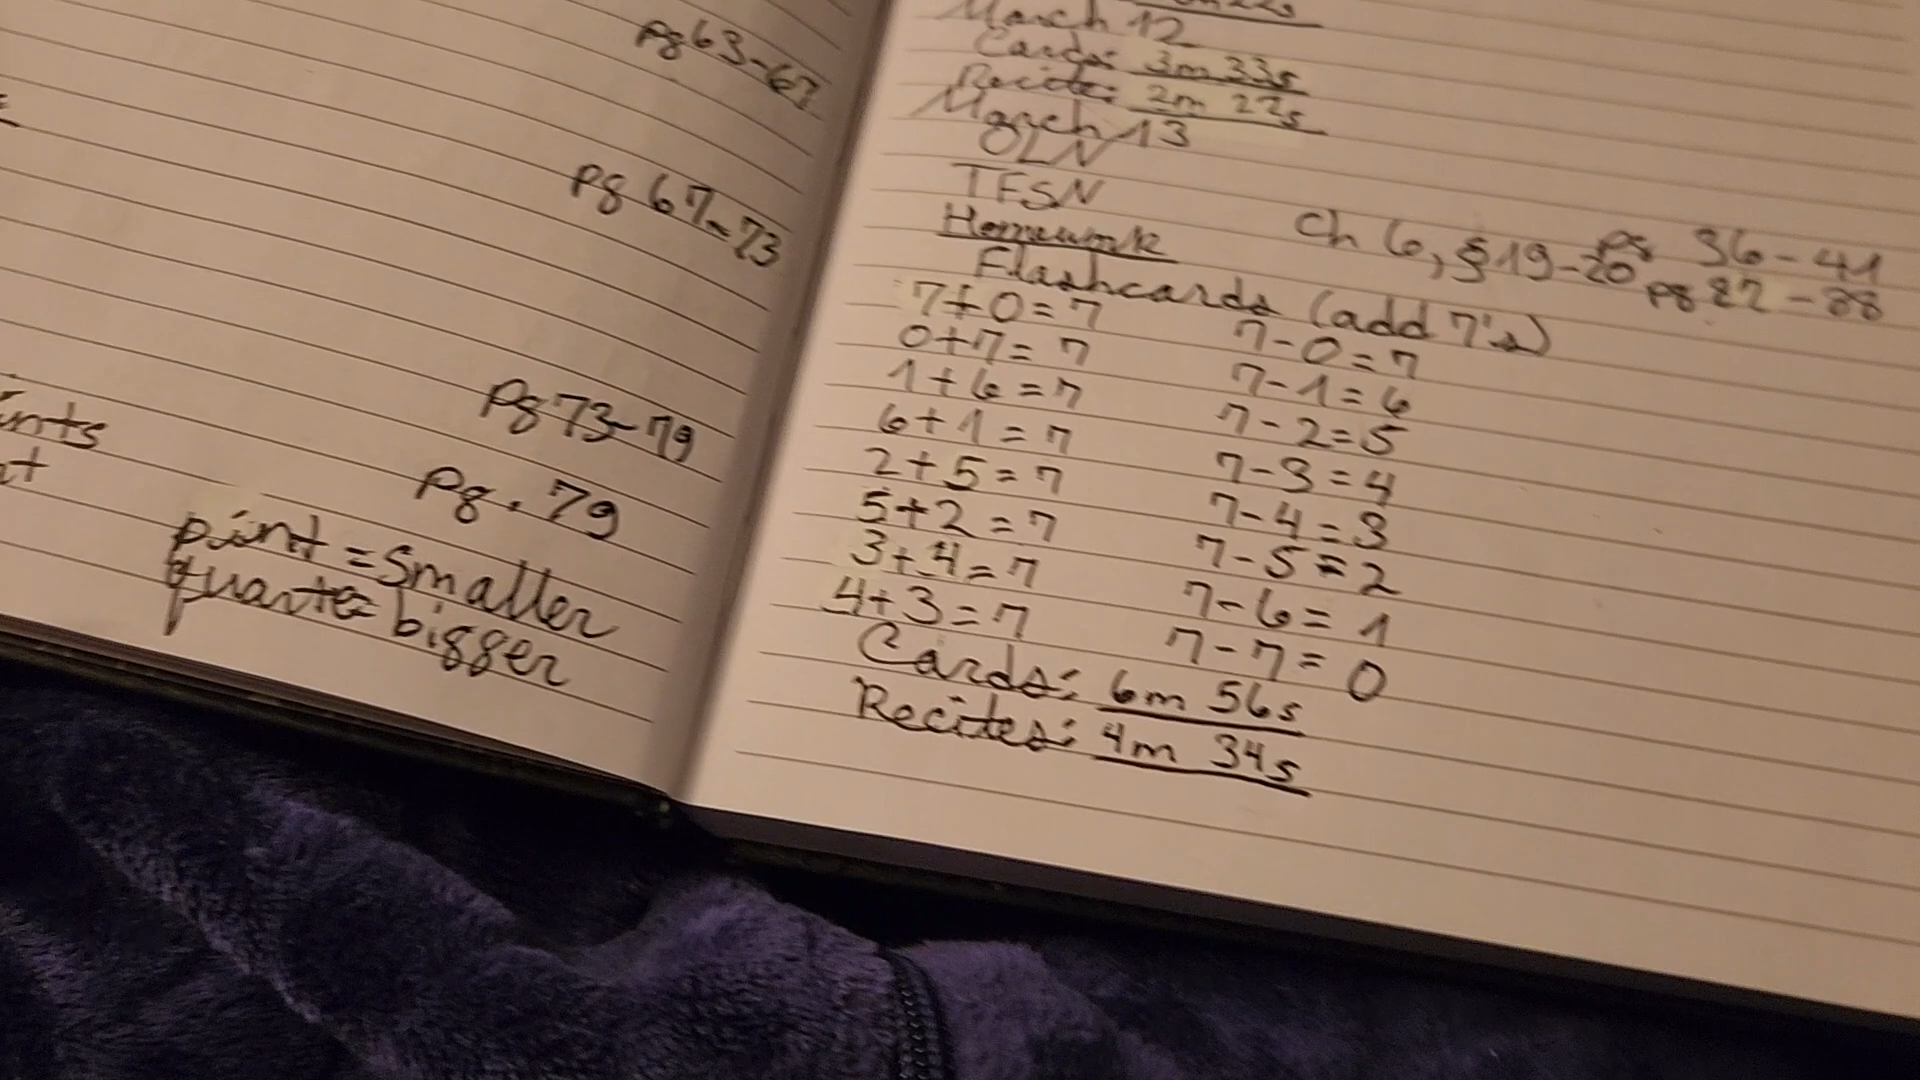 pg 63-67
pg 67-73
pg 73-79
pg. 79
pint = smaller
quart = bigger
March 12
Cards: 3m 33s
Recite: 2m 22s
March 13
OLN
TFSN
Ch 6, §19-20 pg 36-41
pg 82-88
Homework
Flashcards (add 7's)
7+0=7 7-0=7
0+7=7 7-1=6
1+6=7 7-2=5
6+1=7 7-3=4
2+5=7 7-4=3
5+2=7 7-5=2
3+4=7 7-6=1
4+3=7 7-7=0
Cards: 6m 56s
Recites: 4m 34s